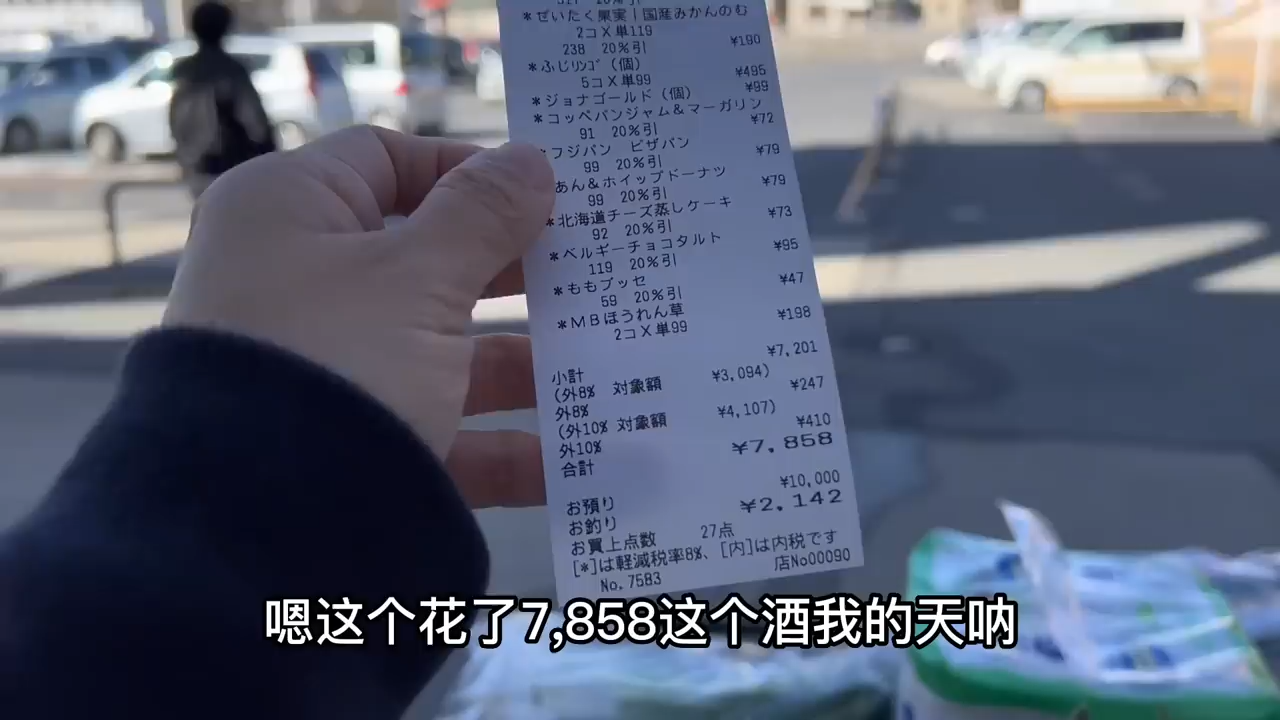 *ぜいたく果実|国産みかんのむ
2コX単119
238 20%引 ¥190
*ふじリンゴ(個)
5コX単99 ¥495
*ジョナゴールド(個) ¥99
*コッペパンジャム&マーガリン
91 20%引 ¥72
フジパン ピザパン
99 20%引 ¥79
あん&ホイップドーナツ
99 20%引 ¥79
*北海道チーズ蒸しケーキ
92 20%引 ¥73
*ベルギーチョコタルト
119 20%引 ¥95
*ももブッセ
59 20%引 ¥47
*MBほうれん草
2コX単99 ¥198
小計 ¥7,201
(外8% 対象額 ¥3,094)
外8% ¥247
(外10% 対象額 ¥4,107)
外10% ¥410
合計 ¥7,858
お預り ¥10,000
お釣り ¥2,142
お買上点数 27点
[*]は軽減税率8%、[内]は内税です
No.7583 店No00090
嗯这个花了7,858这个酒我的天呐